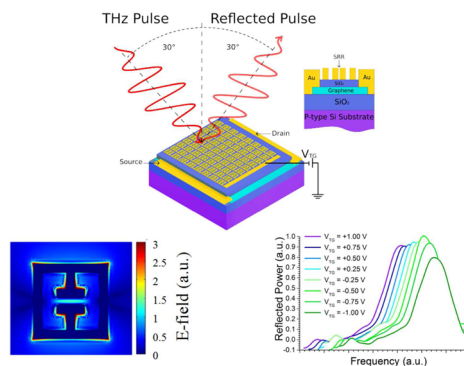 THz Pulse
Reflected Pulse
30°
30°
SRR
Au
Au
SiO₂
Graphene
SiO₂
P-type Si Substrate
Drain
Source
V_TG
3
2.5
2
1.5
1
0.5
0
E-field (a.u.)
Reflected Power (a.u.)
1.0
0.9
0.8
0.7
0.6
0.5
0.4
0.3
0.2
0.1
0.0
-0.1
V_TG = +1.00 V
V_TG = +0.75 V
V_TG = +0.50 V
V_TG = +0.25 V
V_TG = -0.25 V
V_TG = -0.50 V
V_TG = -0.75 V
V_TG = -1.00 V
Frequency (a.u.)